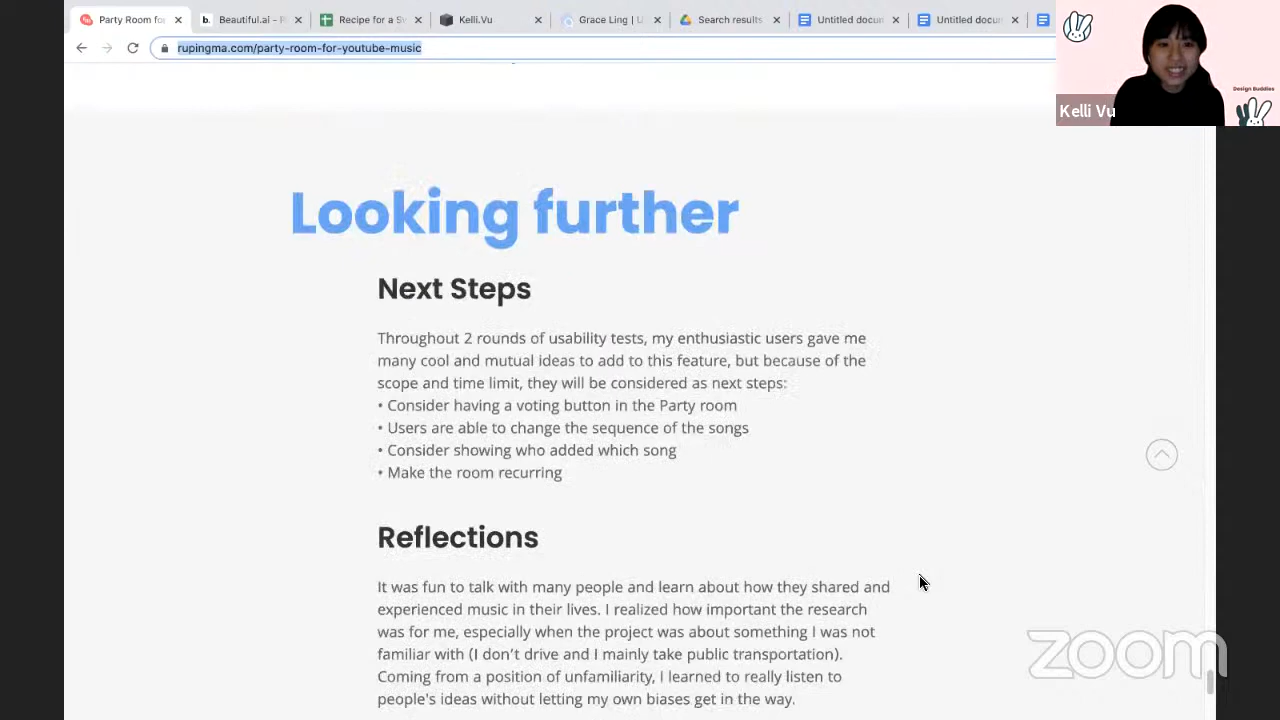 Party Room fo
Beautiful.ai - P
Recipe for a S
Kelli.Vu
Grace Ling | U
Search results
Untitled docu
Untitled docu
rupingma.com/party-room-for-youtube-music
Design Buddies
Kelli Vu
Looking further
Next Steps
Throughout 2 rounds of usability tests, my enthusiastic users gave me
many cool and mutual ideas to add to this feature, but because of the
scope and time limit, they will be considered as next steps:
• Consider having a voting button in the Party room
• Users are able to change the sequence of the songs
• Consider showing who added which song
• Make the room recurring
Reflections
It was fun to talk with many people and learn about how they shared and
experienced music in their lives. I realized how important the research
was for me, especially when the project was about something I was not
familiar with (I don't drive and I mainly take public transportation).
Coming from a position of unfamiliarity, I learned to really listen to
people's ideas without letting my own biases get in the way.
zoom